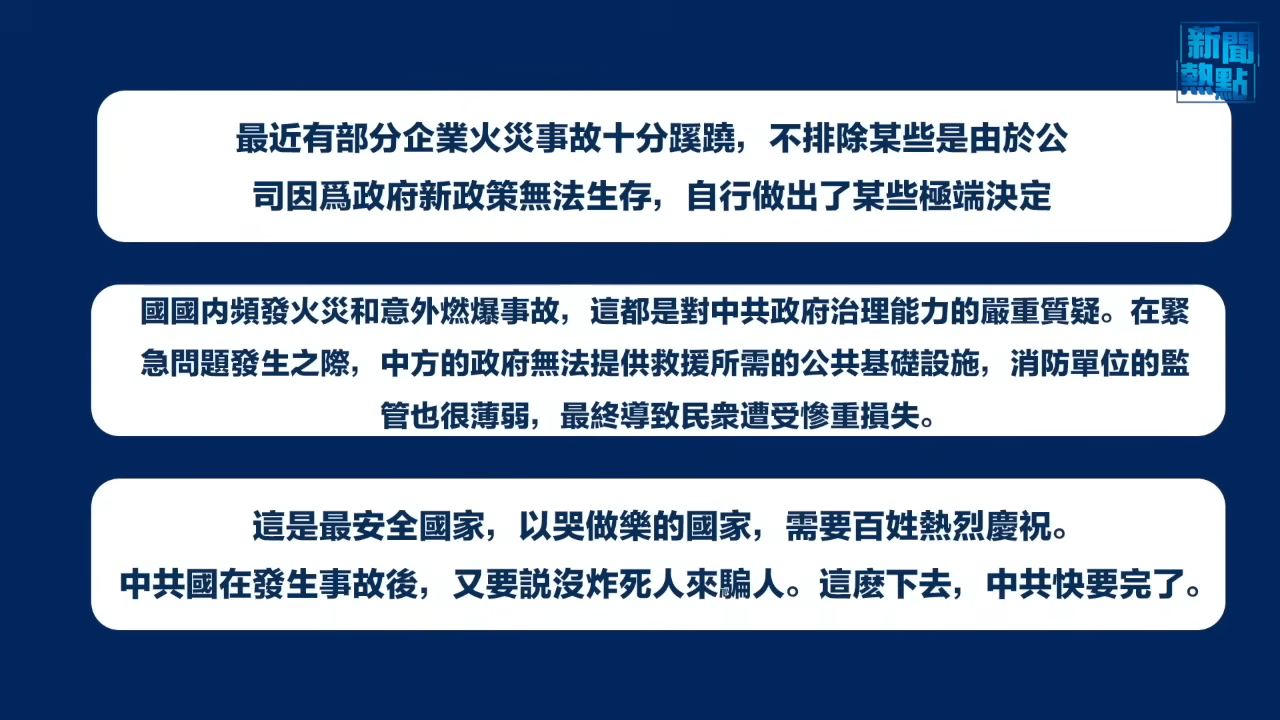 新聞
熱點
最近有部分企業火災事故十分蹊蹺，不排除某些是由於公
司因爲政府新政策無法生存，自行做出了某些極端決定
國國内頻發火災和意外燃爆事故，這都是對中共政府治理能力的嚴重質疑。在緊
急問題發生之際，中方的政府無法提供救援所需的公共基礎設施，消防單位的監
管也很薄弱，最終導致民衆遭受慘重損失。
這是最安全國家，以哭做樂的國家，需要百姓熱烈慶祝。
中共國在發生事故後，又要説沒炸死人來騙人。這麽下去，中共快要完了。